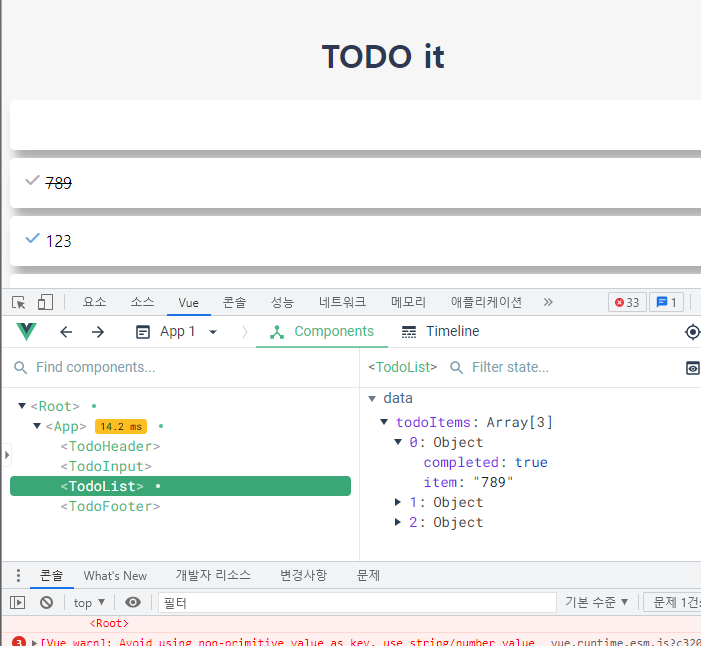 TODO it
789
123
요소 소스 Vue 콘솔 성능 네트워크 메모리 애플리케이션 » 33 1
App 1 Components Timeline
Find components... <TodoList> Filter state...
<Root>
<App> 14.2 ms
<TodoHeader>
<TodoInput>
<TodoList>
<TodoFooter>
data
todoItems: Array[3]
0: Object
completed: true
item: "789"
1: Object
2: Object
콘솔 What's New 개발자 리소스 변경사항 문제
top 필터 기본 수준 문제 1건:
<Root>
3 [Vue warn]: Avoid using non-primitive value as key, use string/number value vue.runtime.esm.js?c320